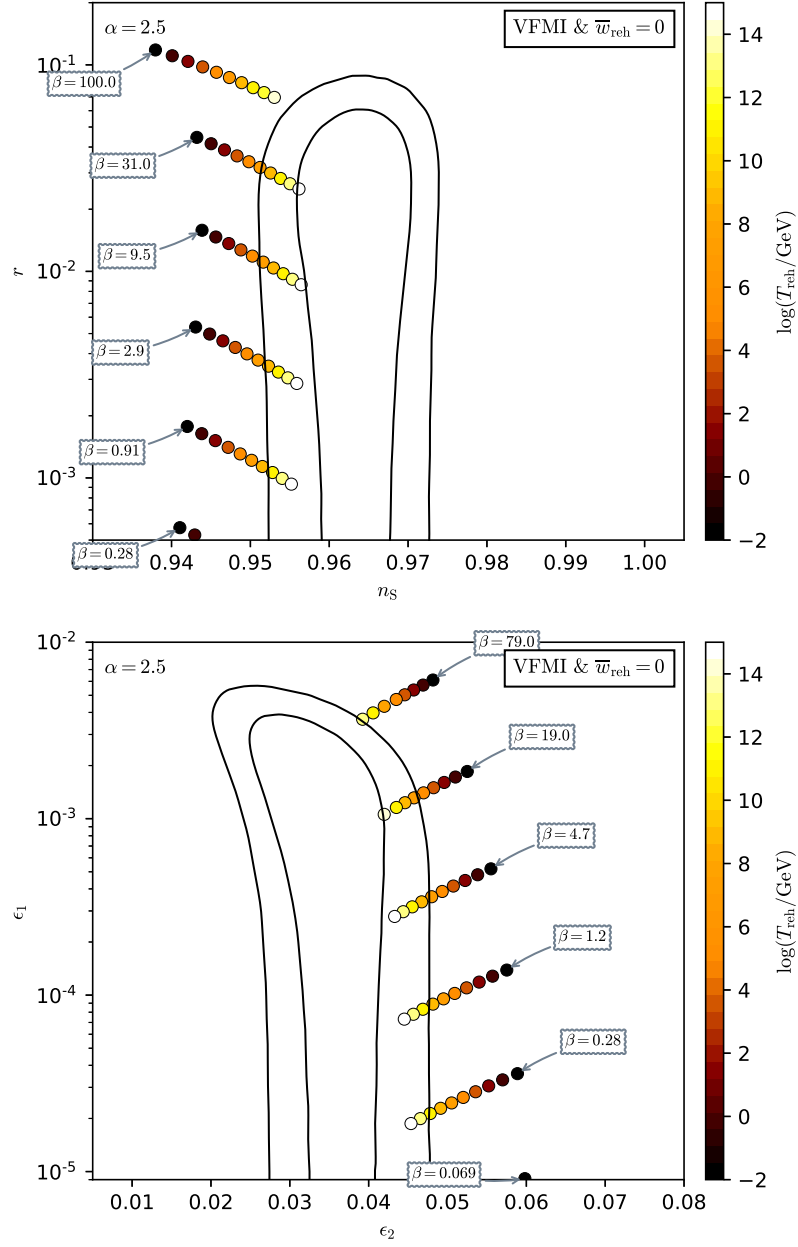 α = 2.5
VFMI & w̅reh = 0
β = 100.0
β = 31.0
β = 9.5
β = 2.9
β = 0.91
β = 0.28
10⁻¹
10⁻²
10⁻³
r
0.94
0.95
0.96
0.97
0.98
0.99
1.00
nS
14
12
10
8
6
4
2
0
−2
log(Treh/GeV)
α = 2.5
VFMI & w̅reh = 0
β = 79.0
β = 19.0
β = 4.7
β = 1.2
β = 0.28
β = 0.069
10⁻²
10⁻³
10⁻⁴
10⁻⁵
ϵ1
0.01
0.02
0.03
0.04
0.05
0.06
0.07
0.08
ϵ2
14
12
10
8
6
4
2
0
−2
log(Treh/GeV)